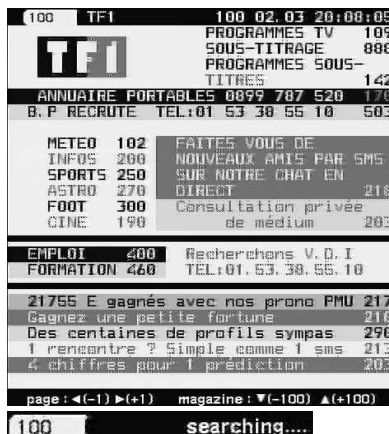 100 TF1 100 02.03 20:08:05
PROGRAMMES TV 109
SOUS-TITRAGE 888
PROGRAMMES SOUS-
TITRES 142
TF1
ANNUAIRE PORTABLES 0899 787 520 170
B.P RECRUTE TEL:01 53 38 55 10 503
METEO 102 FAITES VOUS DE
INFOS 200 NOUVEAUX AMIS PAR SMS
SPORTS 250 SUR NOTRE CHAT EN
ASTRO 270 DIRECT 218
FOOT 300 Consultation privée
CINE 190 de médium 203
EMPLOI 400 Recherchons V.D.I
FORMATION 460 TEL:01.53.38.55.10
21755 E gagnés avec nos prono PMU 217
Gagnez une petite fortune 210
Des centaines de profils sympas 290
1 rencontre ? Simple comme 1 sms 213
4 chiffres pour 1 prédiction 203
page : ◄(-1) ►(+1) magazine : ▼(-100) ▲(+100)
100 searching....